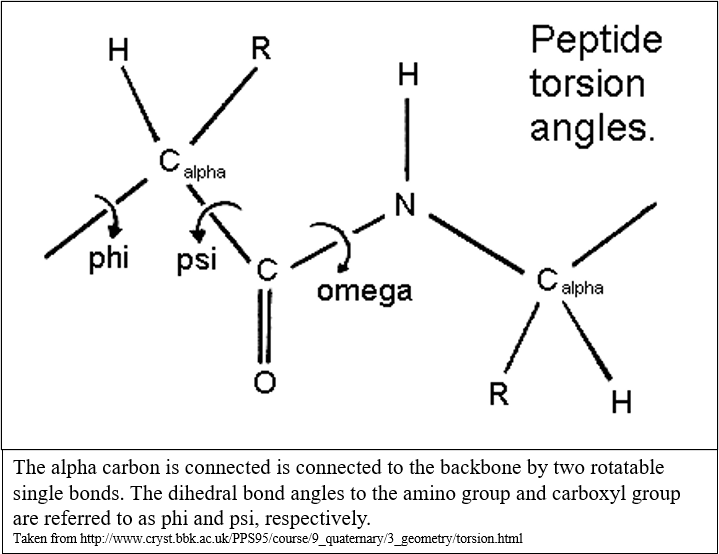 Peptide
torsion
angles.
H
R
H
C alpha
N
phi
psi
C
omega
C alpha
O
R
H
The alpha carbon is connected is connected to the backbone by two rotatable
single bonds. The dihedral bond angles to the amino group and carboxyl group
are referred to as phi and psi, respectively.
Taken from http://www.cryst.bbk.ac.uk/PPS95/course/9_quaternary/3_geometry/torsion.html